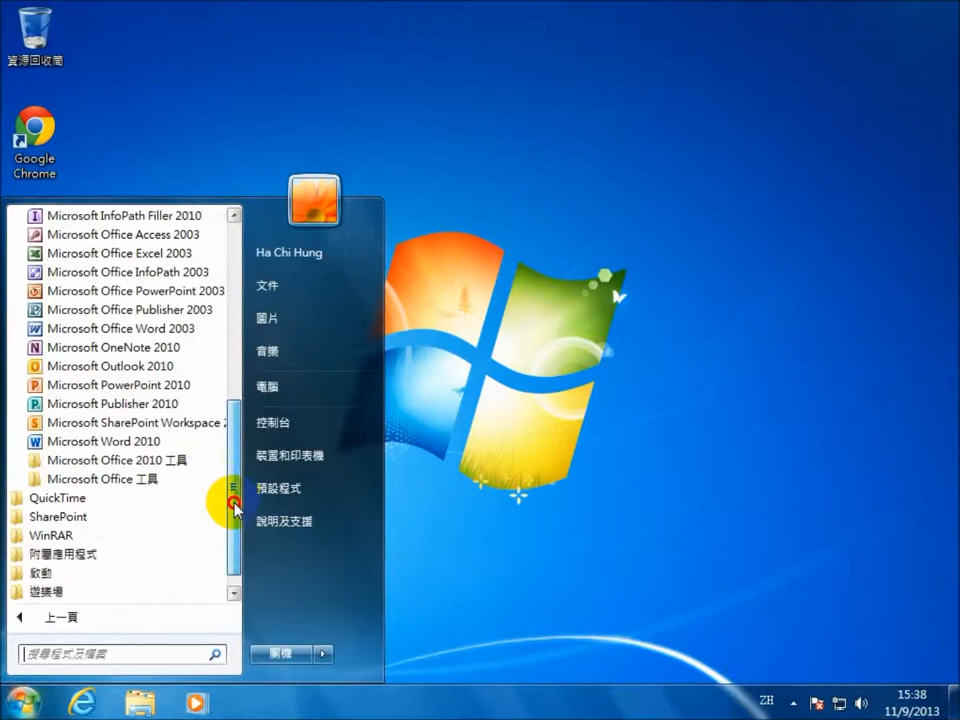 資源回收筒
Google
Chrome
Microsoft InfoPath Filler 2010
Microsoft Office Access 2003
Microsoft Office Excel 2003
Microsoft Office InfoPath 2003
Microsoft Office PowerPoint 2003
Microsoft Office Publisher 2003
Microsoft Office Word 2003
Microsoft OneNote 2010
Microsoft Outlook 2010
Microsoft PowerPoint 2010
Microsoft Publisher 2010
Microsoft SharePoint Workspace 2
Microsoft Word 2010
Microsoft Office 2010 工具
Microsoft Office 工具
QuickTime
SharePoint
WinRAR
附屬應用程式
啟動
遊樂場
上一頁
搜尋程式及檔案
Ha Chi Hung
文件
圖片
音樂
電腦
控制台
裝置和印表機
預設程式
說明及支援
關機
ZH
15:38
11/9/2013